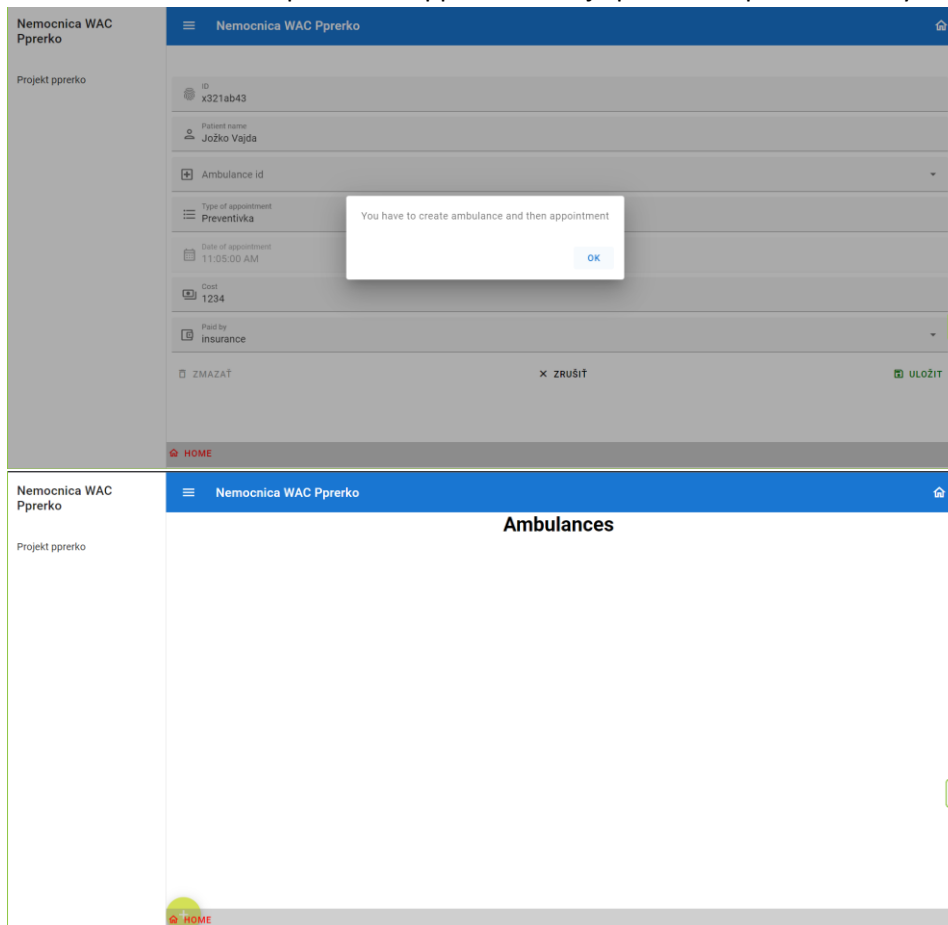 Nemocnica WAC
Pprerko
Nemocnica WAC Pprerko
Projekt pprerko
ID
x321ab43
Patient name
Jožko Vajda
Ambulance id
Type of appointment
Preventivka
You have to create ambulance and then appointment
Date of appointment
11:05:00 AM
OK
Cost
1234
Paid by
insurance
ZMAZAŤ
ZRUŠIŤ
ULOŽIT
HOME
Nemocnica WAC
Pprerko
Nemocnica WAC Pprerko
Ambulances
Projekt pprerko
HOME